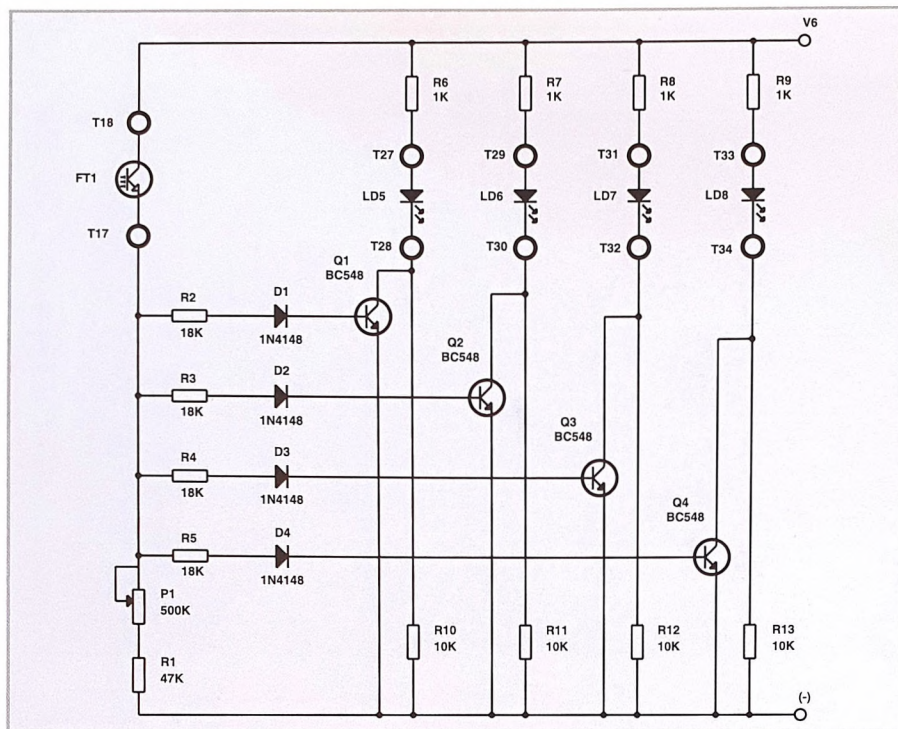 V6
R6
1K
R7
1K
R8
1K
R9
1K
T18
T27
T29
T31
T33
FT1
LD5
LD6
LD7
LD8
T17
T28
T30
T32
T34
Q1
BC548
R2
18K
D1
1N4148
Q2
BC548
R3
18K
D2
1N4148
Q3
BC548
R4
18K
D3
1N4148
Q4
BC548
R5
18K
D4
1N4148
P1
500K
R10
10K
R11
10K
R12
10K
R13
10K
R1
47K
(-)